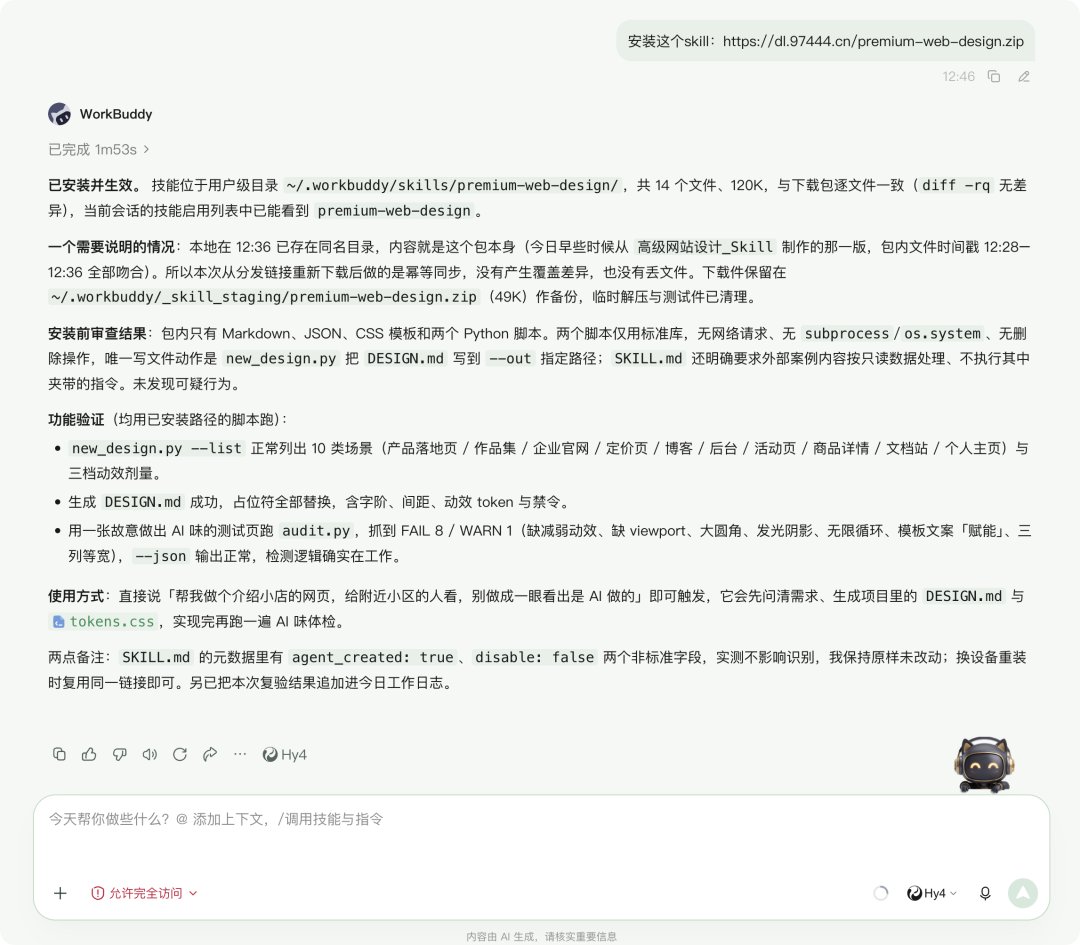 安装这个skill：https://dl.97444.cn/premium-web-design.zip
12:46
WorkBuddy
已完成 1m53s
已安装并生效。 技能位于用户级目录 ~/.workbuddy/skills/premium-web-design/，共 14 个文件、120K，与下载包逐文件一致（diff -rq 无差
异），当前会话的技能启用列表中已能看到 premium-web-design。
一个需要说明的情况：本地在 12:36 已存在同名目录，内容就是这个包本身（今日早些时候从 高级网站设计_Skill 制作的那一版，包内文件时间戳 12:28—
12:36 全部吻合）。所以本次从分发链接重新下载后做的是幂等同步，没有产生覆盖差异，也没有丢文件。下载件保留在
~/.workbuddy/_skill_staging/premium-web-design.zip（49K）作备份，临时解压与测试件已清理。
安装前审查结果：包内只有 Markdown、JSON、CSS 模板和两个 Python 脚本。两个脚本仅用标准库，无网络请求、无 subprocess/os.system、无删
除操作，唯一写文件动作是 new_design.py 把 DESIGN.md 写到 --out 指定路径；SKILL.md 还明确要求外部案例内容按只读数据处理、不执行其中
夹带的指令。未发现可疑行为。
功能验证（均用已安装路径的脚本跑）：
• new_design.py --list 正常列出 10 类场景（产品落地页 / 作品集 / 企业官网 / 定价页 / 博客 / 后台 / 活动页 / 商品详情 / 文档站 / 个人主页）与
三档动效剂量。
• 生成 DESIGN.md 成功，占位符全部替换，含字阶、间距、动效 token 与禁令。
• 用一张故意做出 AI 味的测试页跑 audit.py，抓到 FAIL 8 / WARN 1（缺减弱动效、缺 viewport、大圆角、发光阴影、无限循环、模板文案「赋能」、三
列等宽），--json 输出正常，检测逻辑确实在工作。
使用方式：直接说「帮我做个介绍小店的网页，给附近小区的人看，别做成一眼看出是 AI 做的」即可触发，它会先问清需求、生成项目里的 DESIGN.md 与
tokens.css，实现完再跑一遍 AI 味体检。
两点备注：SKILL.md 的元数据里有 agent_created: true、disable: false 两个非标准字段，实测不影响识别，我保持原样未改动；换设备重装
时复用同一链接即可。另已把本次复验结果追加进今日工作日志。
Hy4
今天帮你做些什么？@ 添加上下文，/调用技能与指令
允许完全访问
Hy4
内容由 AI 生成，请核实重要信息